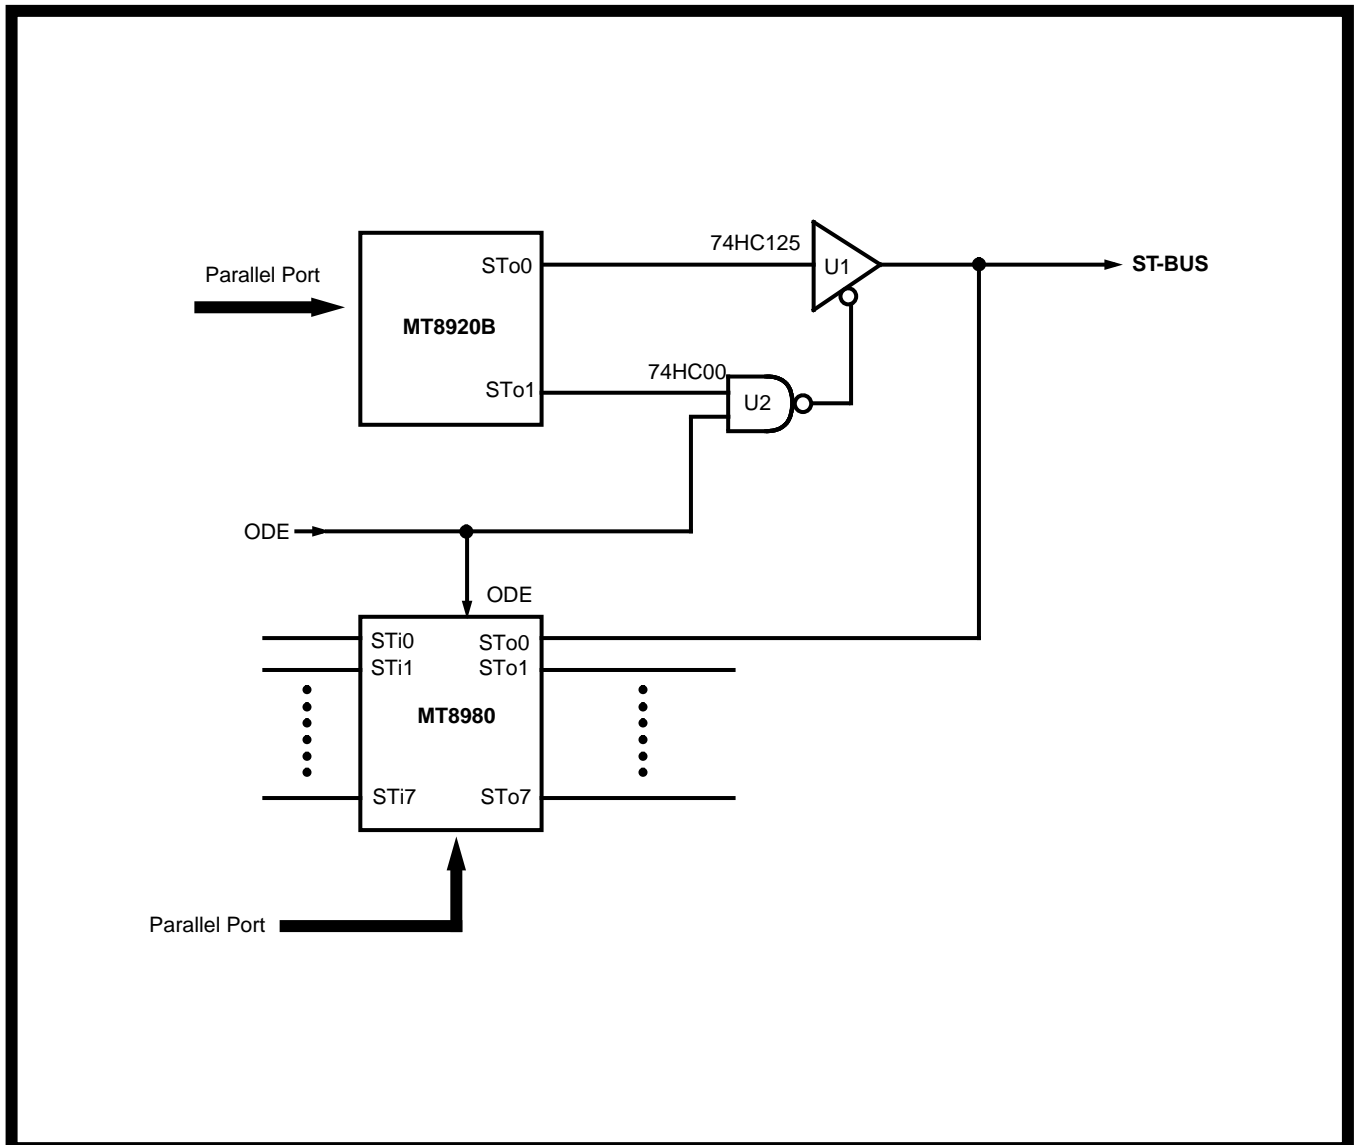 74HC125
STo0
U1
ST-BUS
Parallel Port
MT8920B
74HC00
STo1
U2
ODE
ODE
STi0
STo0
STi1
STo1
MT8980
STi7
STo7
Parallel Port